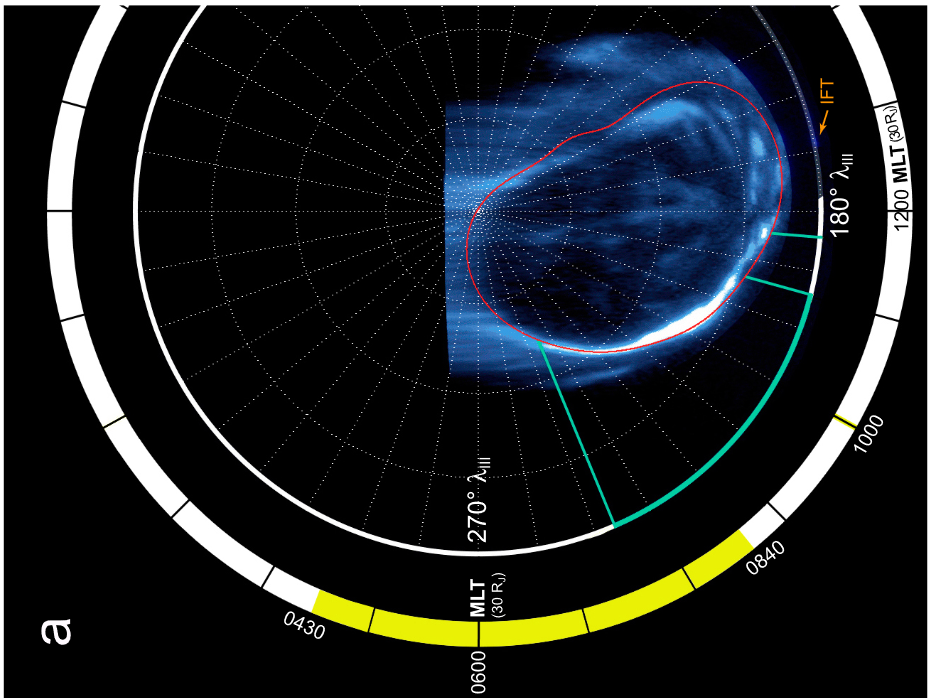 IFT
1200 MLT (30 RJ)
180° λIII
1000
270° λIII
0840
MLT
(30 RJ)
0430
a
0600